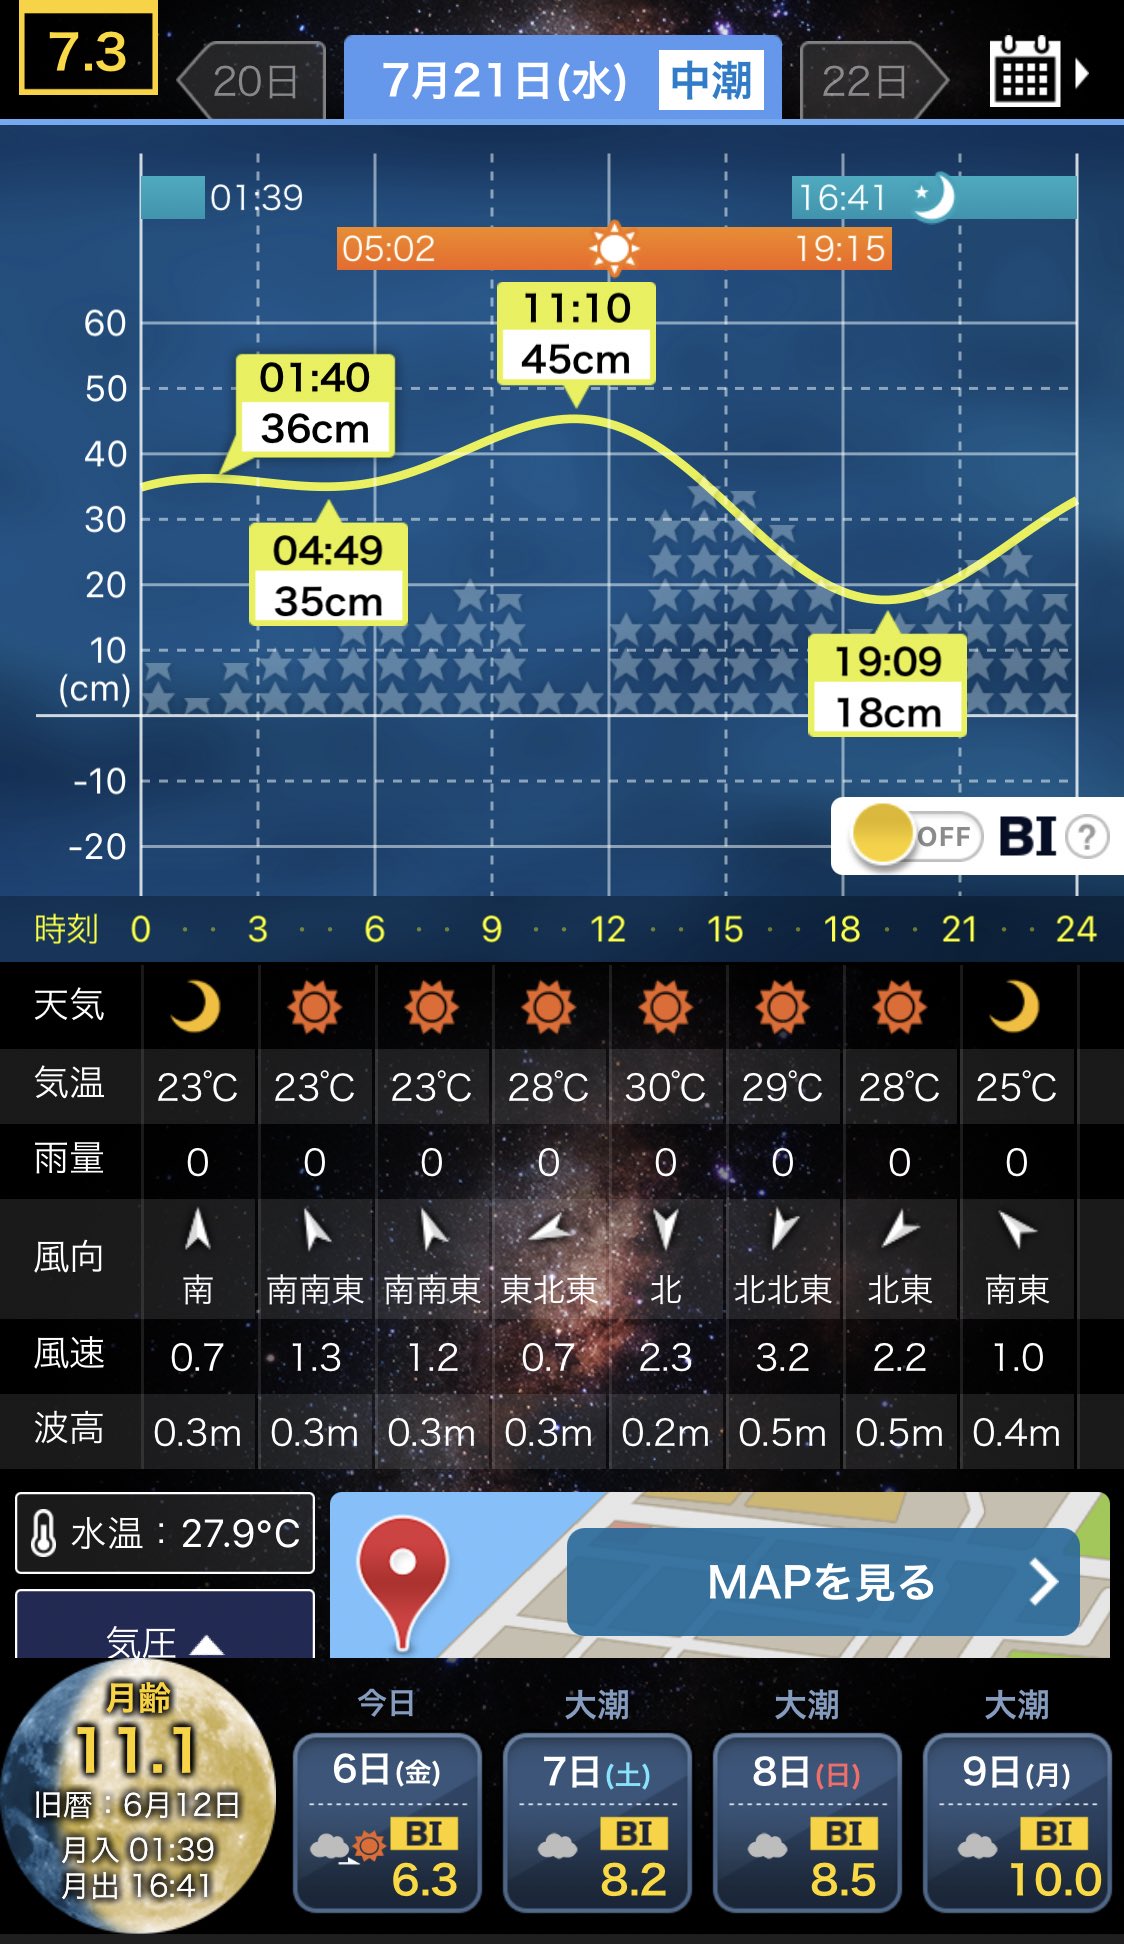 7.3
20日
7月21日(水) 中潮
22日
01:39
16:41
05:02
19:15
11:10
45cm
01:40
36cm
04:49
35cm
19:09
18cm
60
50
40
30
20
10
(cm)
-10
-20
OFF BI ?
時刻 0 3 6 9 12 15 18 21 24
天気
気温 23℃ 23℃ 23℃ 28℃ 30℃ 29℃ 28℃ 25℃
雨量 0 0 0 0 0 0 0 0
風向 南 南南東 南南東 東北東 北 北北東 北東 南東
風速 0.7 1.3 1.2 0.7 2.3 3.2 2.2 1.0
波高 0.3m 0.3m 0.3m 0.3m 0.2m 0.5m 0.5m 0.4m
水温：27.9°C
MAPを見る
気圧
月齢
11.1
旧暦：6月12日
月入 01:39
月出 16:41
今日
6日(金)
BI
6.3
大潮
7日(土)
BI
8.2
大潮
8日(日)
BI
8.5
大潮
9日(月)
BI
10.0